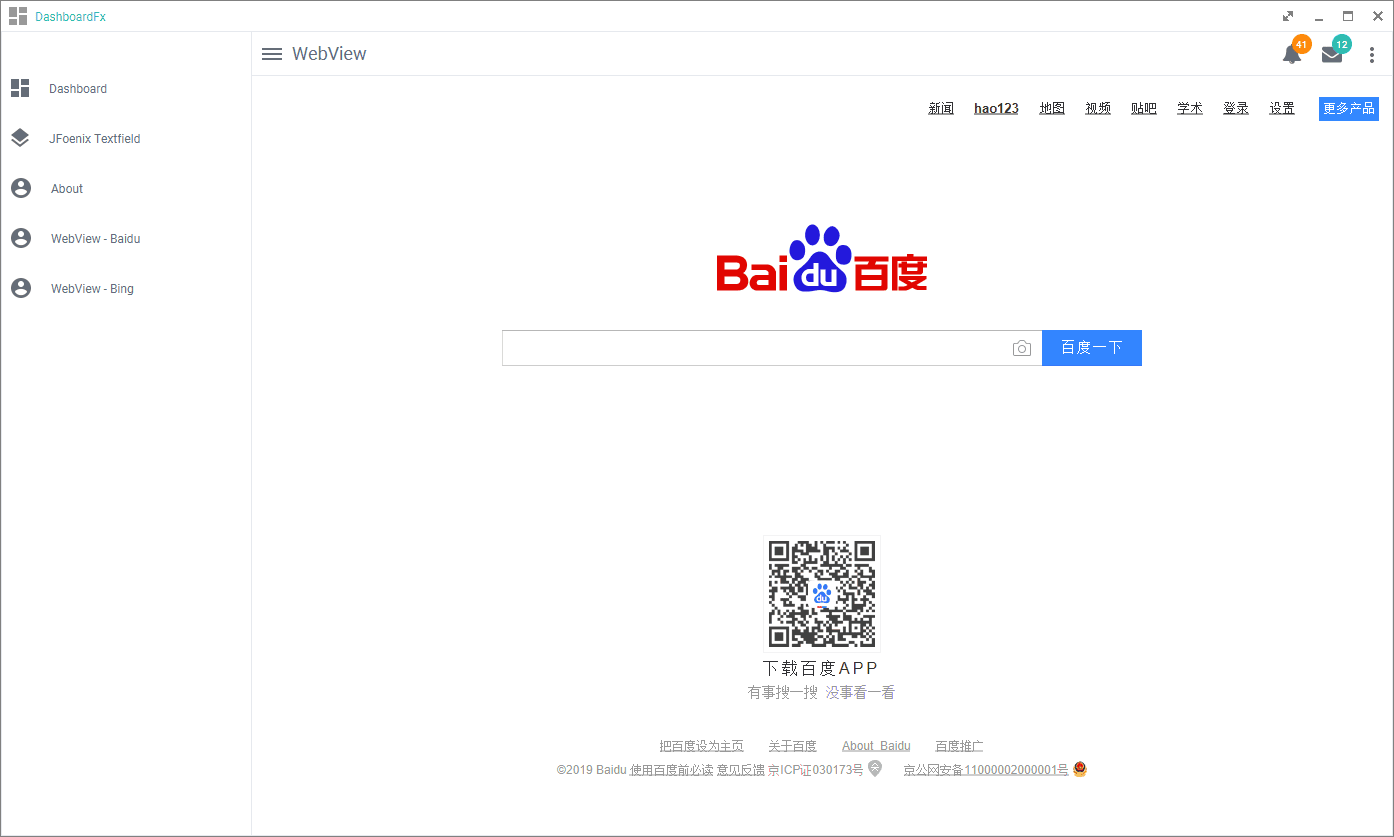 DashboardFx
WebView
41
12
Dashboard
JFoenix Textfield
About
WebView - Baidu
WebView - Bing
新闻 hao123 地图 视频 贴吧 学术 登录 设置 更多产品
Bai du 百度
百度一下
du
下载百度APP
有事搜一搜 没事看一看
把百度设为主页 关于百度 About Baidu 百度推广
©2019 Baidu 使用百度前必读 意见反馈 京ICP证030173号 京公网安备11000002000001号